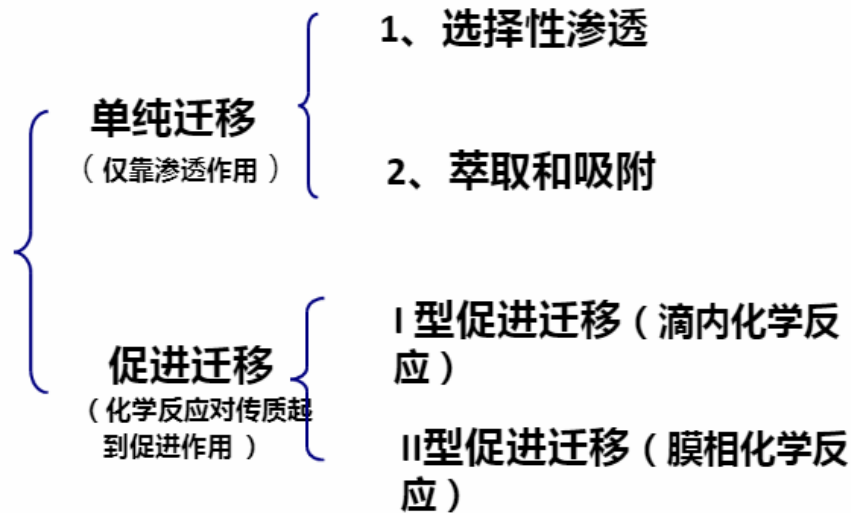 1、选择性渗透
单纯迁移
（仅靠渗透作用 ）
2、萃取和吸附
I 型促进迁移（滴内化学反
应）
促进迁移
（化学反应对传质起
到促进作用 ）
II型促进迁移（膜相化学反
应）